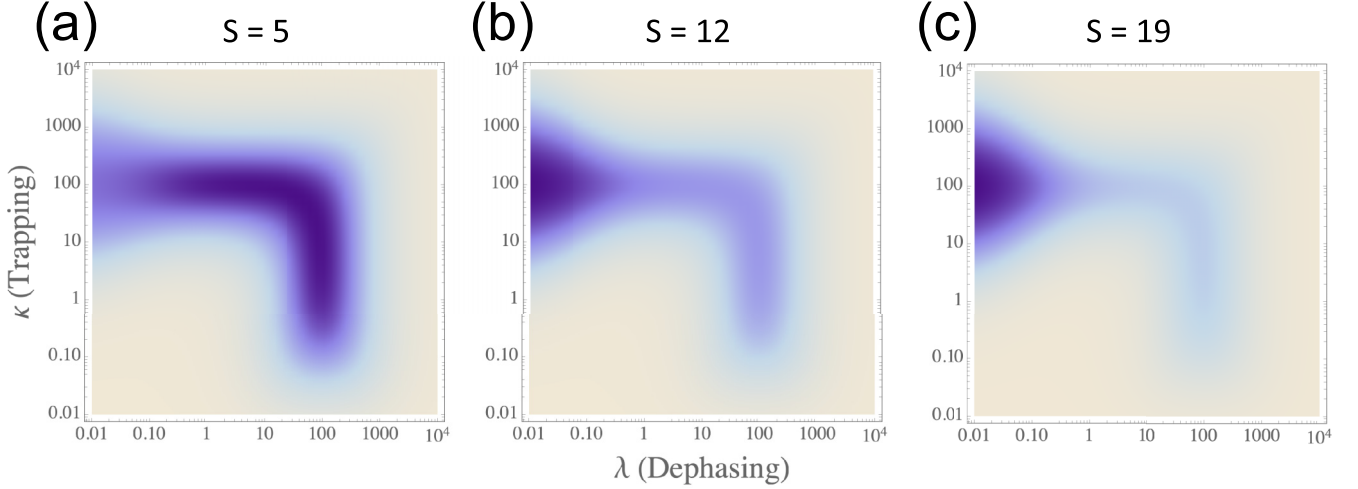 (a) S = 5 (b) S = 12 (c) S = 19
10⁴ 10⁴ 10⁴
1000 1000 1000
100 100 100
κ (Trapping)
10 10 10
1 1 1
0.10 0.10 0.10
0.01 0.01 0.01
0.01 0.10 1 10 100 1000 10⁴ 0.01 0.10 1 10 100 1000 10⁴ 0.01 0.10 1 10 100 1000 10⁴
λ (Dephasing)